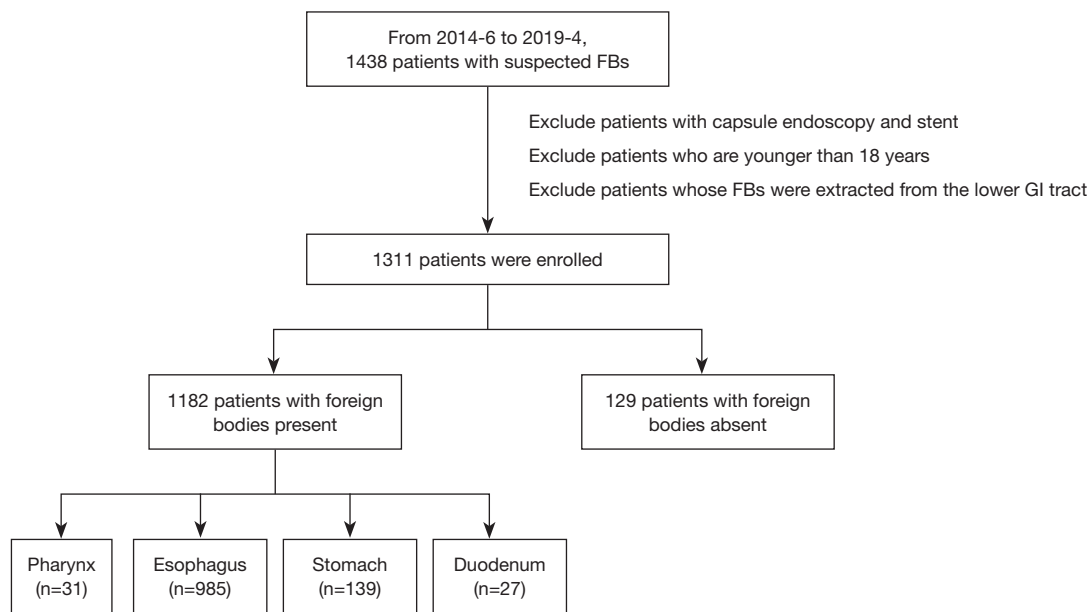 From 2014-6 to 2019-4,
1438 patients with suspected FBs
Exclude patients with capsule endoscopy and stent
Exclude patients who are younger than 18 years
Exclude patients whose FBs were extracted from the lower GI tract
1311 patients were enrolled
1182 patients with foreign
bodies present
129 patients with foreign
bodies absent
Pharynx
(n=31)
Esophagus
(n=985)
Stomach
(n=139)
Duodenum
(n=27)